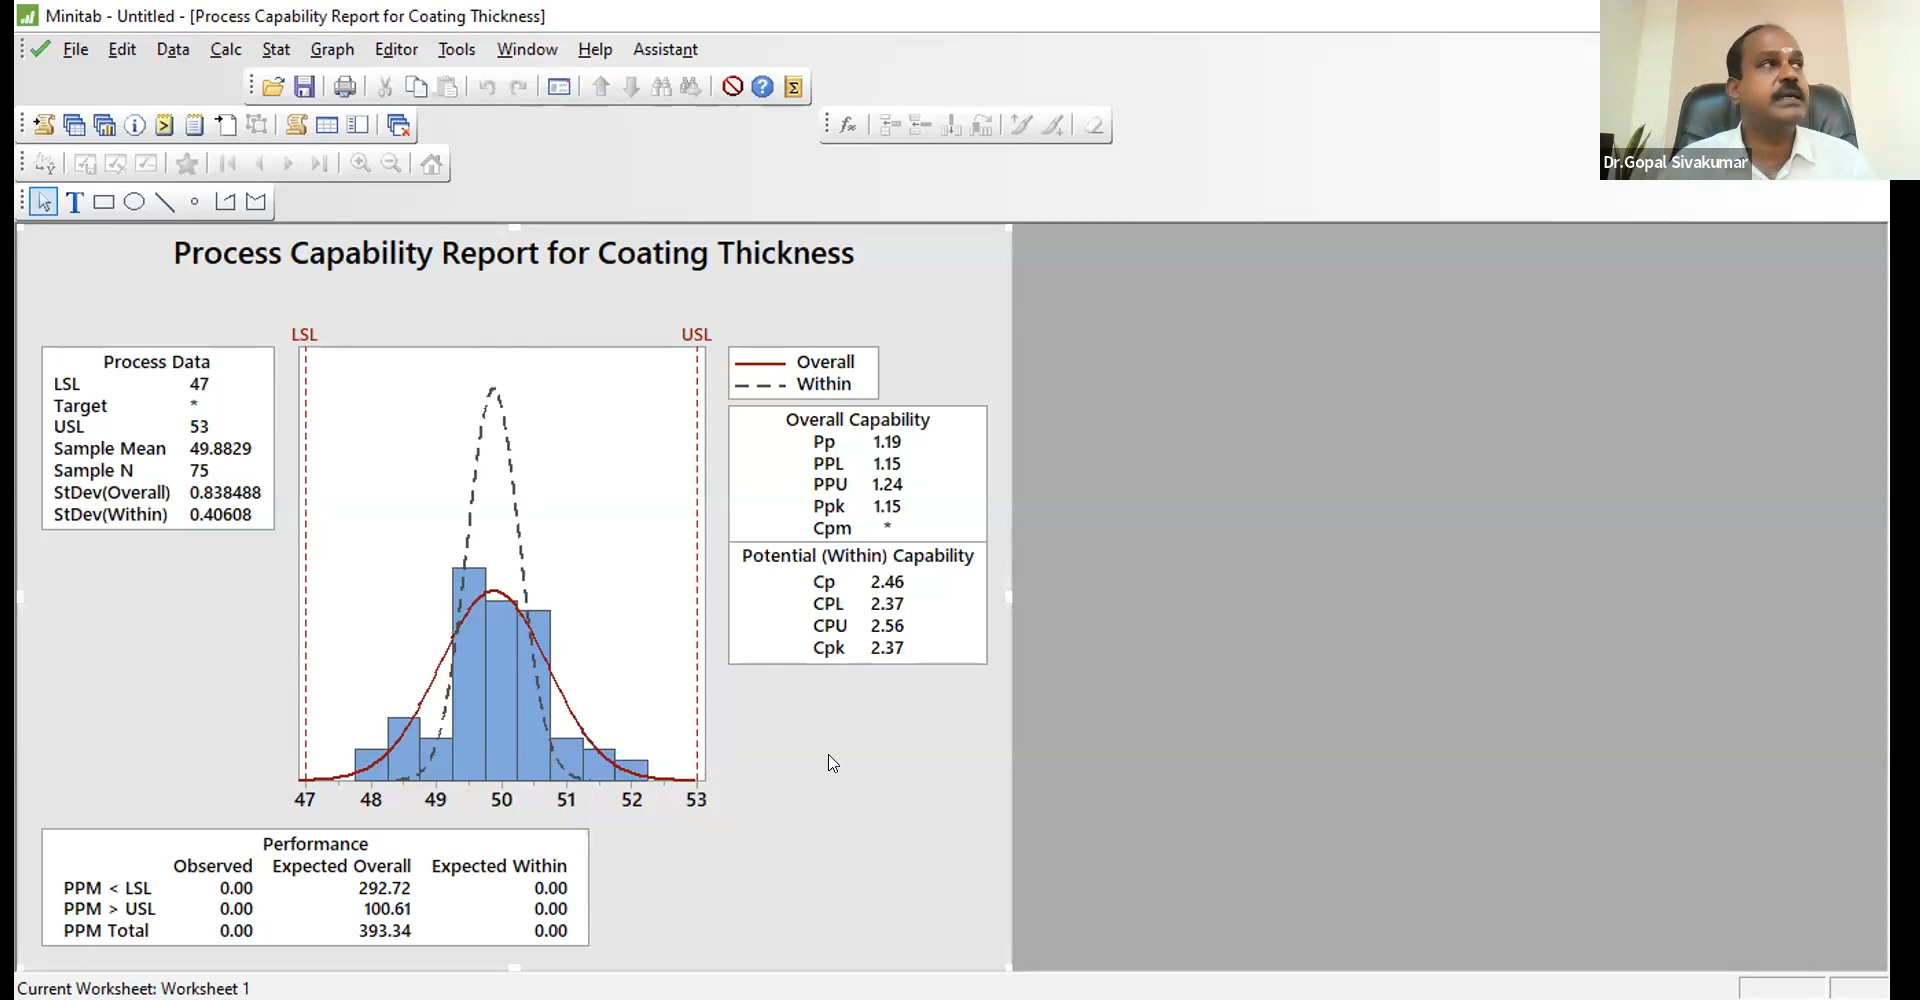 Minitab - Untitled - [Process Capability Report for Coating Thickness]
File Edit Data Calc Stat Graph Editor Tools Window Help Assistant
Dr.Gopal Sivakumar
Process Capability Report for Coating Thickness
LSL USL
Process Data
LSL 47
Target *
USL 53
Sample Mean 49.8829
Sample N 75
StDev(Overall) 0.838488
StDev(Within) 0.40608
Overall
Within
Overall Capability
Pp 1.19
PPL 1.15
PPU 1.24
Ppk 1.15
Cpm *
Potential (Within) Capability
Cp 2.46
CPL 2.37
CPU 2.56
Cpk 2.37
47 48 49 50 51 52 53
Performance
Observed Expected Overall Expected Within
PPM < LSL 0.00 292.72 0.00
PPM > USL 0.00 100.61 0.00
PPM Total 0.00 393.34 0.00
Current Worksheet: Worksheet 1